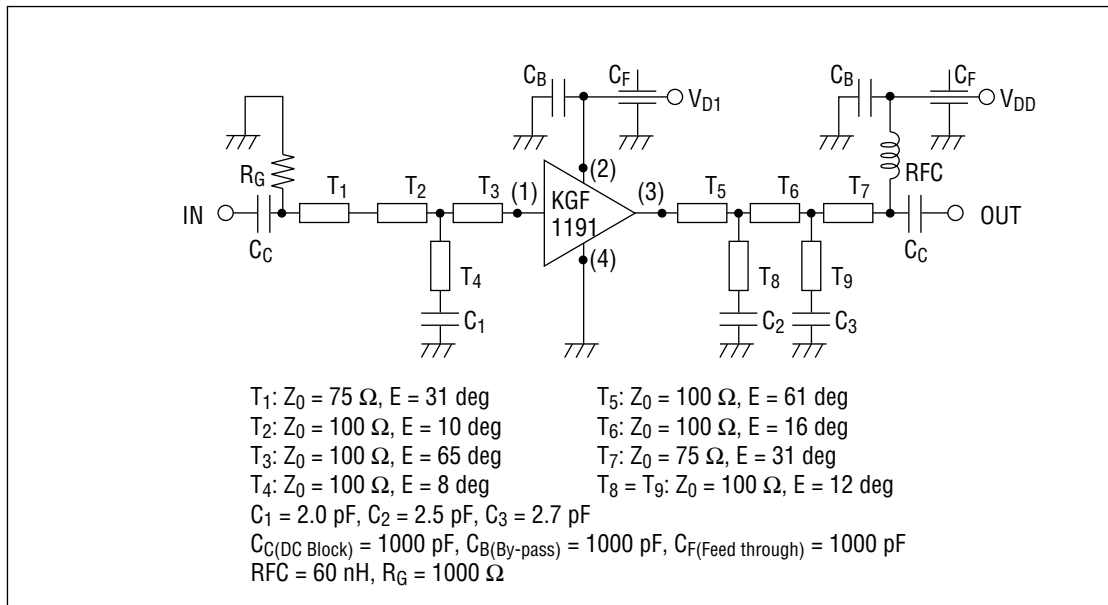 C_B
C_F
V_D1
C_B
C_F
V_DD
R_G
T_1
T_2
T_3
(1)
(2)
KGF
1191
(3)
T_5
T_6
T_7
RFC
IN
C_C
T_4
C_1
(4)
T_8
T_9
C_2
C_3
C_C
OUT
T_1: Z_0 = 75 Ω, E = 31 deg
T_2: Z_0 = 100 Ω, E = 10 deg
T_3: Z_0 = 100 Ω, E = 65 deg
T_4: Z_0 = 100 Ω, E = 8 deg
T_5: Z_0 = 100 Ω, E = 61 deg
T_6: Z_0 = 100 Ω, E = 16 deg
T_7: Z_0 = 75 Ω, E = 31 deg
T_8 = T_9: Z_0 = 100 Ω, E = 12 deg
C_1 = 2.0 pF, C_2 = 2.5 pF, C_3 = 2.7 pF
C_C(DC Block) = 1000 pF, C_B(By-pass) = 1000 pF, C_F(Feed through) = 1000 pF
RFC = 60 nH, R_G = 1000 Ω